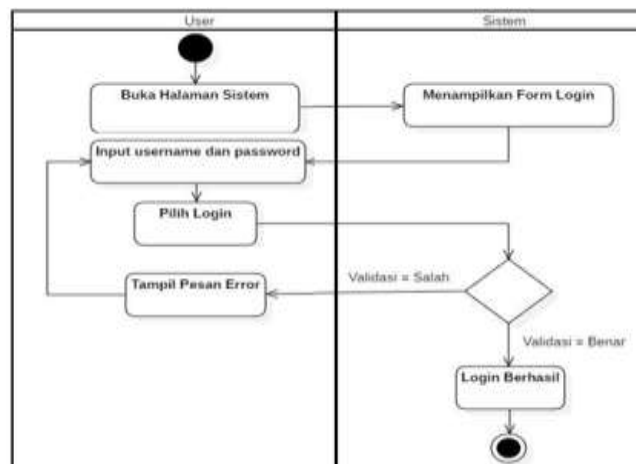 User
Sistem
Buka Halaman Sistem
Menampilkan Form Login
Input username dan password
Pilih Login
Validasi = Salah
Tampil Pesan Error
Validasi = Benar
Login Berhasil